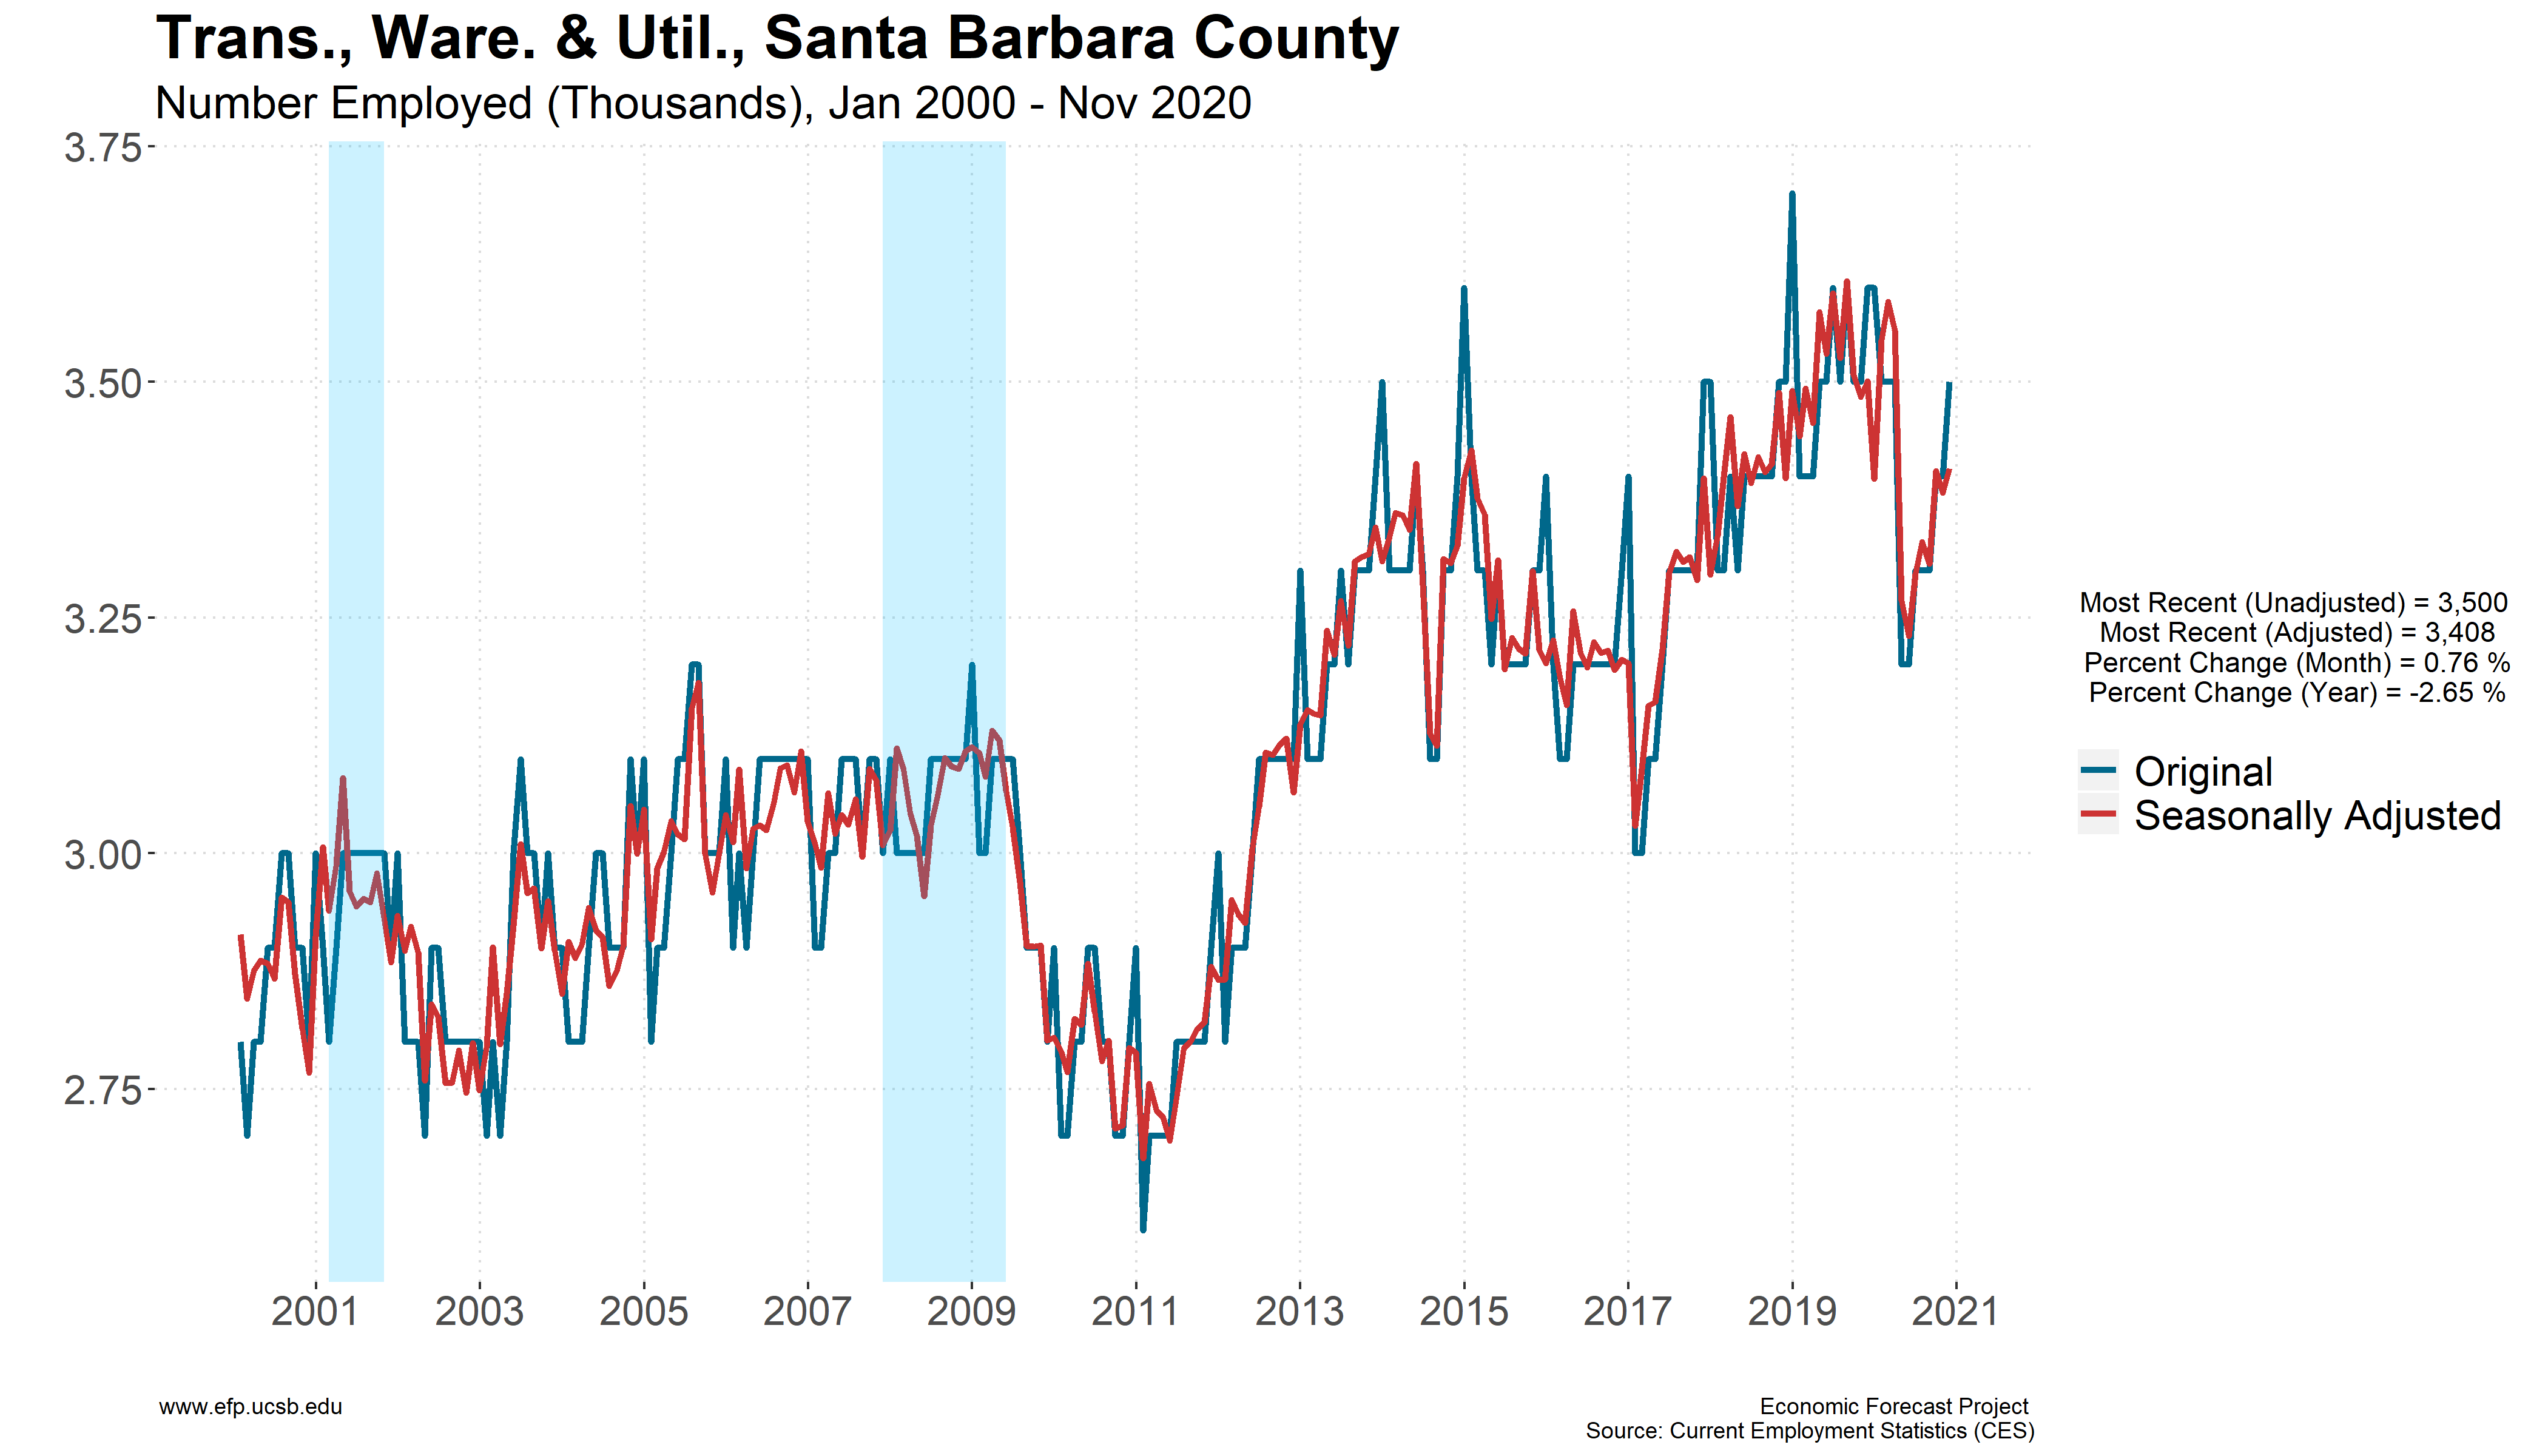 Trans., Ware. & Util., Santa Barbara County
Number Employed (Thousands), Jan 2000 - Nov 2020
3.75
3.50
3.25
3.00
2.75
2001 2003 2005 2007 2009 2011 2013 2015 2017 2019 2021
Most Recent (Unadjusted) = 3,500
Most Recent (Adjusted) = 3,408
Percent Change (Month) = 0.76 %
Percent Change (Year) = -2.65 %
Original
Seasonally Adjusted
www.efp.ucsb.edu
Economic Forecast Project
Source: Current Employment Statistics (CES)